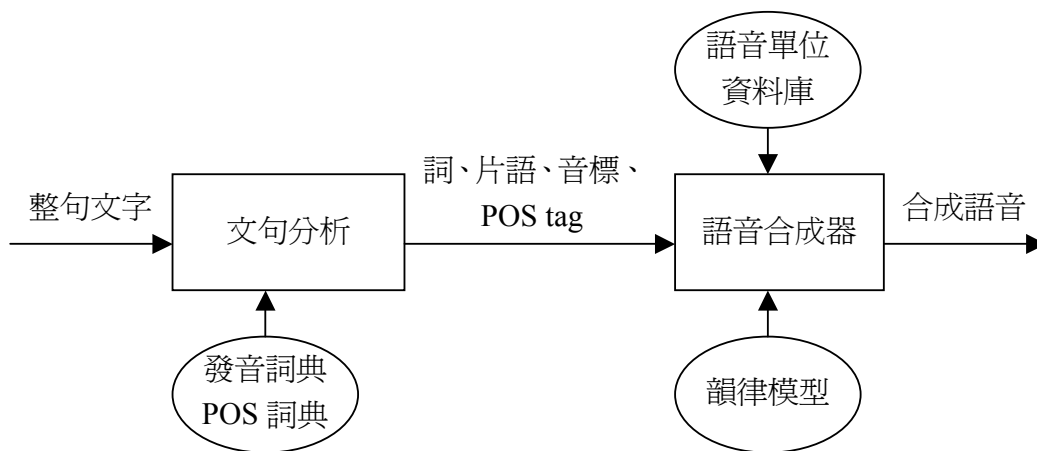 語音單位
資料庫
整句文字
文句分析
詞、片語、音標、
POS tag
語音合成器
合成語音
發音詞典
POS 詞典
韻律模型